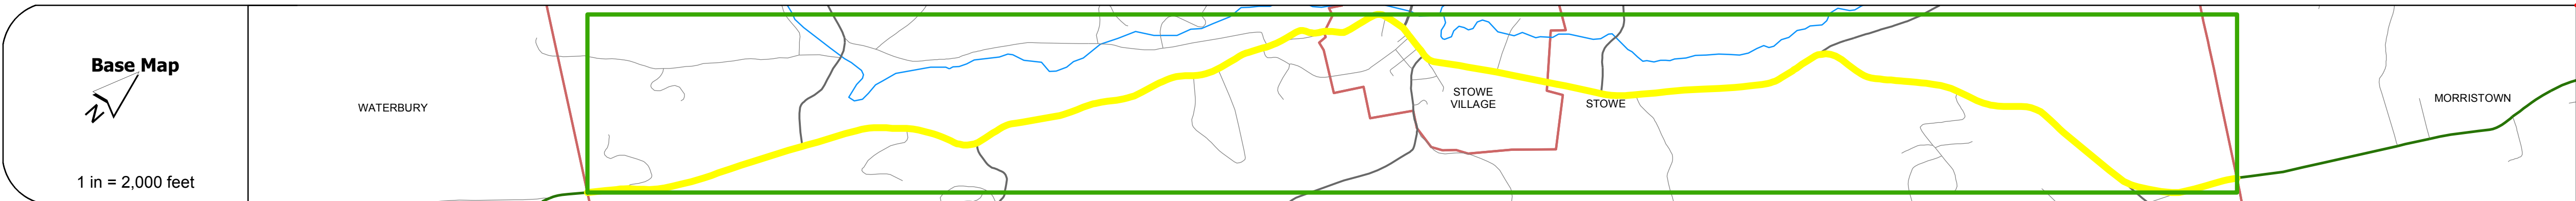 Base Map
N
1 in = 2,000 feet
WATERBURY
STOWE
VILLAGE
STOWE
MORRISTOWN